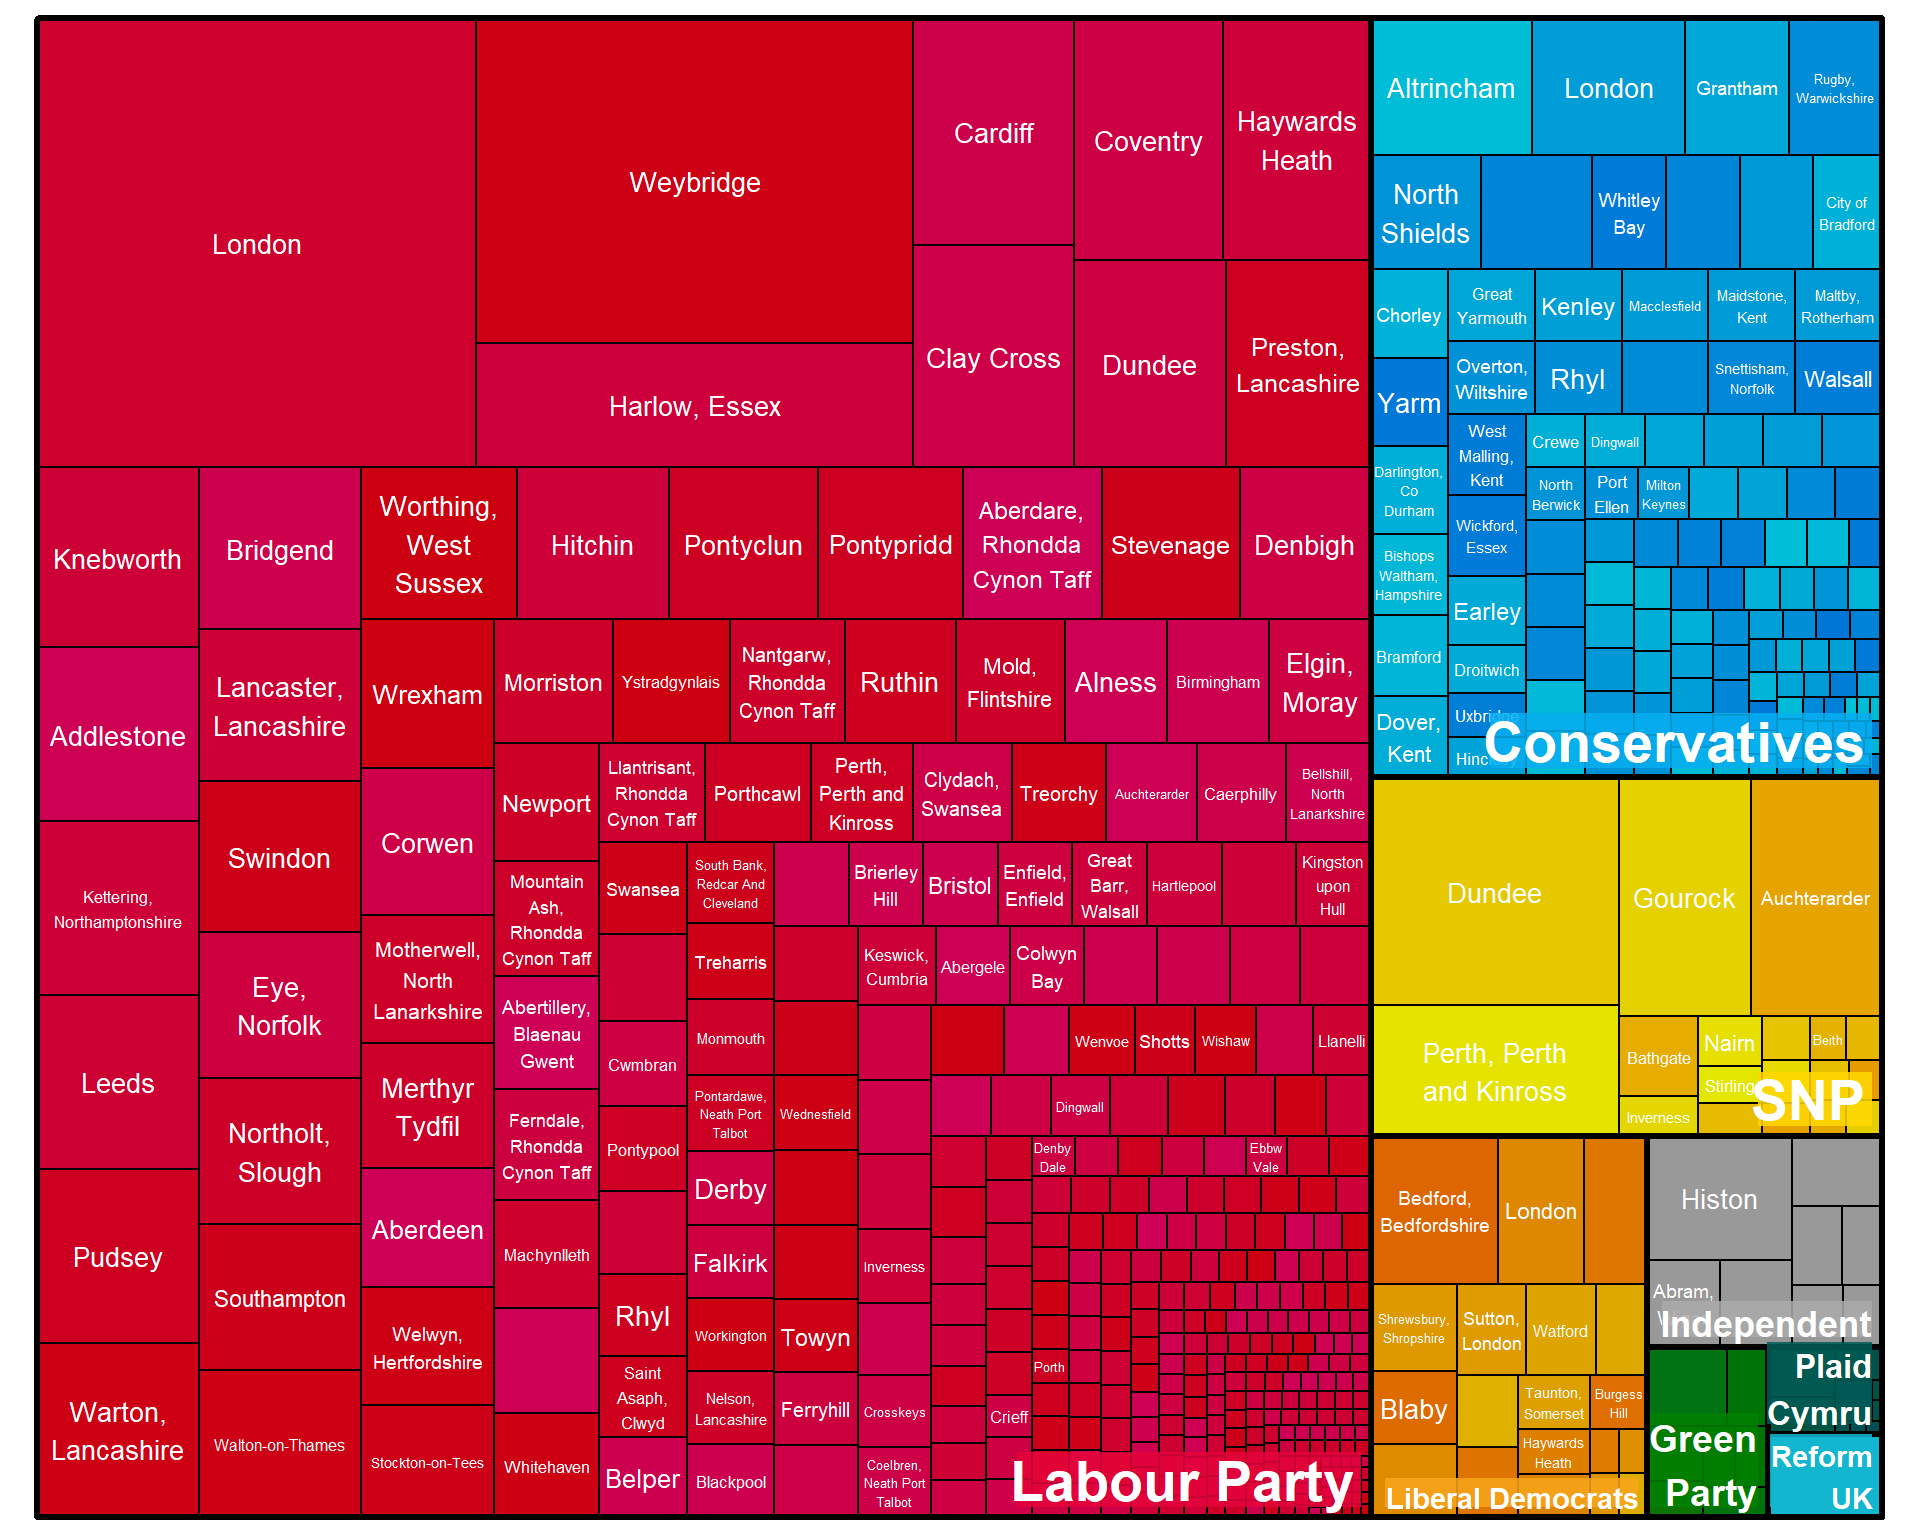 London
Weybridge
Harlow, Essex
Cardiff
Coventry
Haywards
Heath
Clay Cross
Dundee
Preston,
Lancashire
Knebworth
Addlestone
Kettering,
Northamptonshire
Leeds
Pudsey
Warton,
Lancashire
Bridgend
Lancaster,
Lancashire
Swindon
Eye,
Norfolk
Northolt,
Slough
Southampton
Walton-on-Thames
Worthing,
West
Sussex
Hitchin
Pontyclun
Pontypridd
Aberdare,
Rhondda
Cynon Taff
Stevenage
Denbigh
Wrexham
Corwen
Motherwell,
North
Lanarkshire
Merthyr
Tydfil
Aberdeen
Welwyn,
Hertfordshire
Stockton-on-Tees
Morriston
Ystradgynlais
Nantgarw,
Rhondda
Cynon Taff
Ruthin
Mold,
Flintshire
Alness
Birmingham
Elgin,
Moray
Newport
Mountain
Ash,
Rhondda
Cynon Taff
Abertillery,
Blaenau
Gwent
Ferndale,
Rhondda
Cynon Taff
Machynlleth
Whitehaven
Llantrisant,
Rhondda
Cynon Taff
Porthcawl
Perth,
Perth and
Kinross
Clydach,
Swansea
Treorchy
Auchterarder
Caerphilly
Bellshill,
North
Lanarkshire
Swansea
Cwmbran
Pontypool
Rhyl
Saint
Asaph,
Clwyd
Belper
South Bank,
Redcar And
Cleveland
Treharris
Monmouth
Pontardawe,
Neath Port
Talbot
Derby
Falkirk
Workington
Nelson,
Lancashire
Blackpool
Brierley
Hill
Bristol
Enfield,
Enfield
Great
Barr,
Walsall
Hartlepool
Kingston
upon
Hull
Wednesfield
Towyn
Ferryhill
Keswick,
Cumbria
Abergele
Colwyn
Bay
Inverness
Crosskeys
Coelbren,
Neath Port
Talbot
Wenvoe
Shotts
Wishaw
Llanelli
Dingwall
Denby
Dale
Ebbw
Vale
Porth
Crieff
Labour Party
Altrincham
London
Grantham
Rugby,
Warwickshire
North
Shields
Whitley
Bay
City of
Bradford
Chorley
Yarm
Darlington,
Co
Durham
Bishops
Waltham,
Hampshire
Bramford
Dover,
Kent
Great
Yarmouth
Kenley
Macclesfield
Maidstone,
Kent
Maltby,
Rotherham
Overton,
Wiltshire
Rhyl
Snettisham,
Norfolk
Walsall
West
Malling,
Kent
Wickford,
Essex
Earley
Droitwich
Uxbridge
Crewe
Dingwall
North
Berwick
Port
Ellen
Milton
Keynes
Conservatives
Dundee
Gourock
Auchterarder
Perth, Perth
and Kinross
Bathgate
Nairn
Beith
Stirling
Inverness
SNP
Bedford,
Bedfordshire
London
Shrewsbury,
Shropshire
Sutton,
London
Watford
Blaby
Taunton,
Somerset
Burgess
Hill
Haywards
Heath
Liberal Democrats
Histon
Abram,
Independent
Green
Party
Plaid
Cymru
Reform
UK